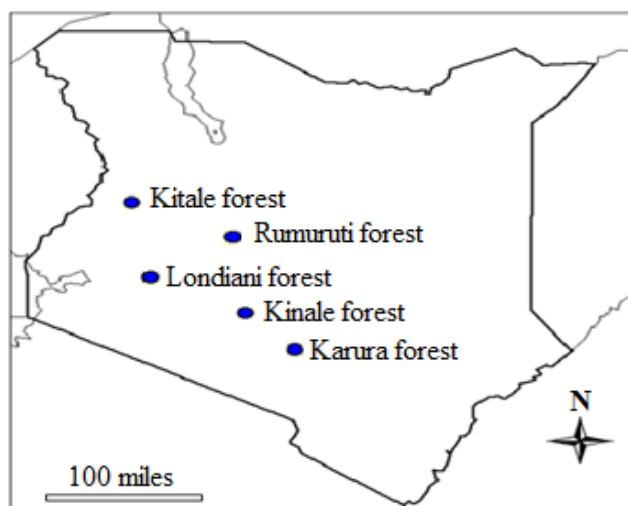 Kitale forest
Rumuruti forest
Londiani forest
Kinale forest
Karura forest
N
100 miles